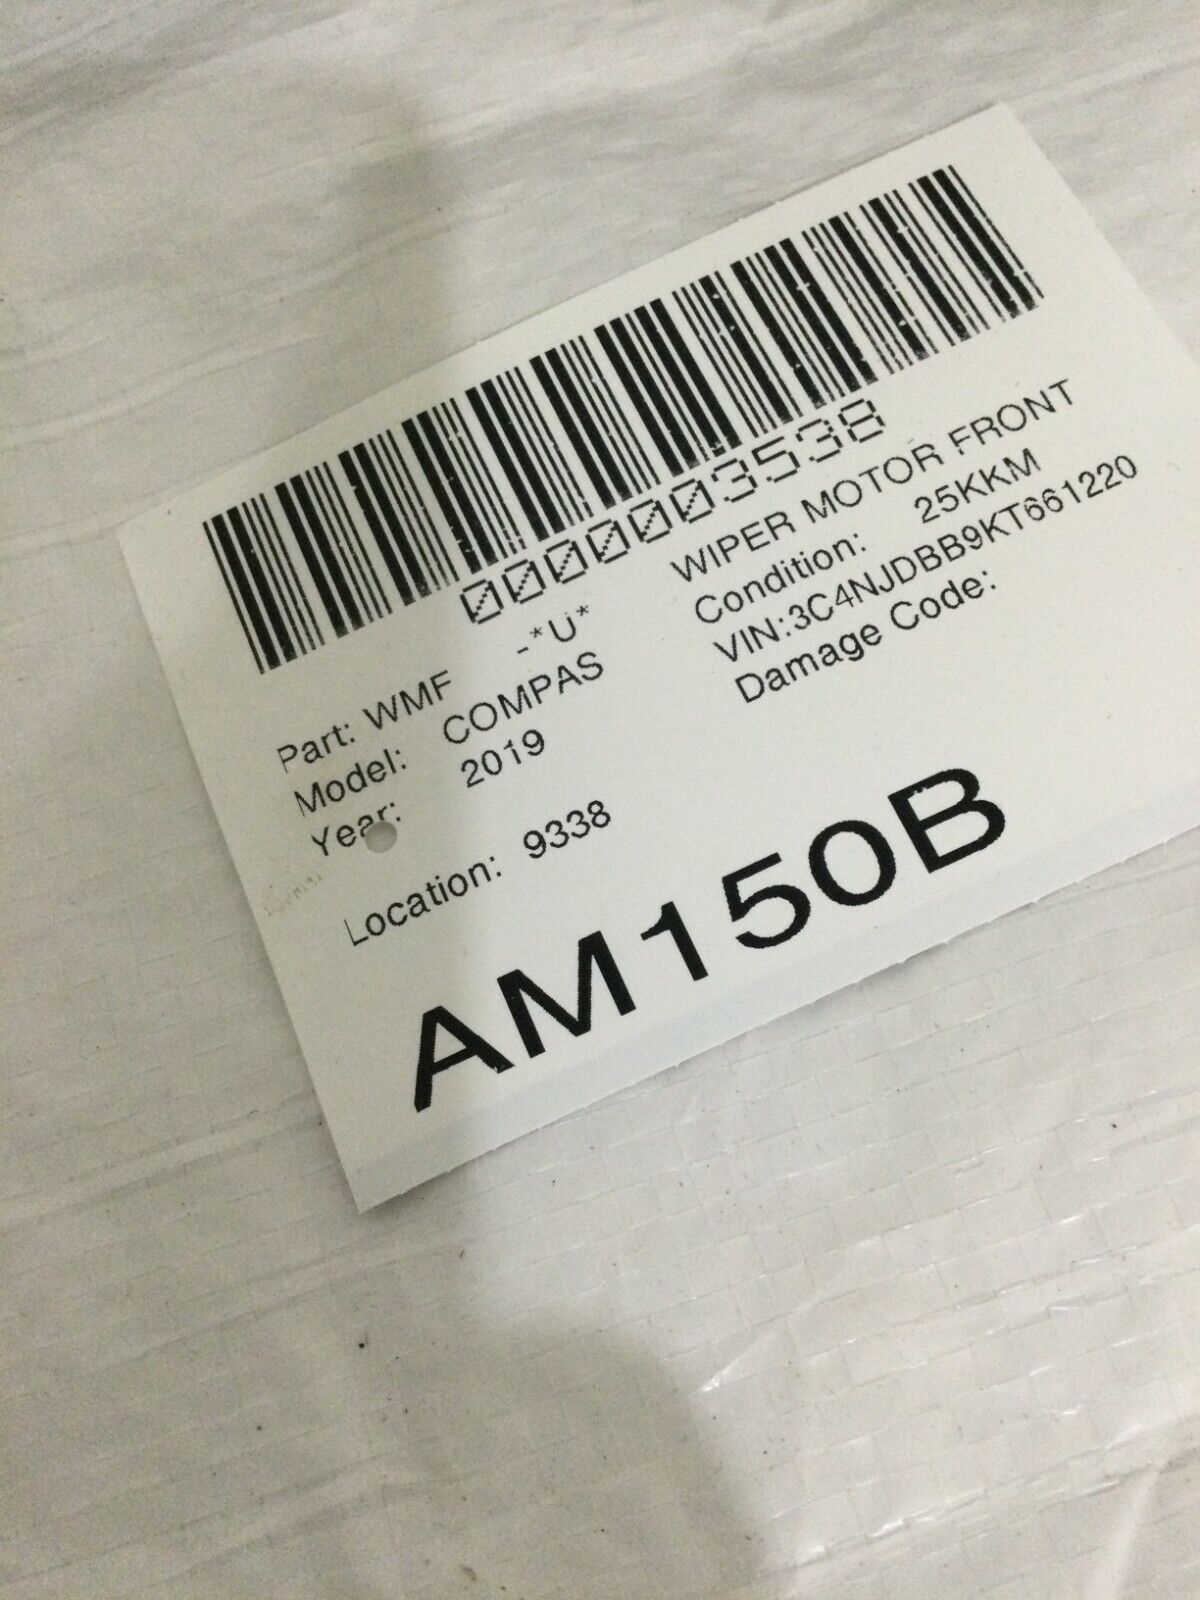 0000003538
Part: WMF -*U* WIPER MOTOR FRONT
Model: COMPAS Condition: 25KKM
Year: 2019 VIN:3C4NJDBB9KT661220
Damage Code:
Location: 9338
AM150B